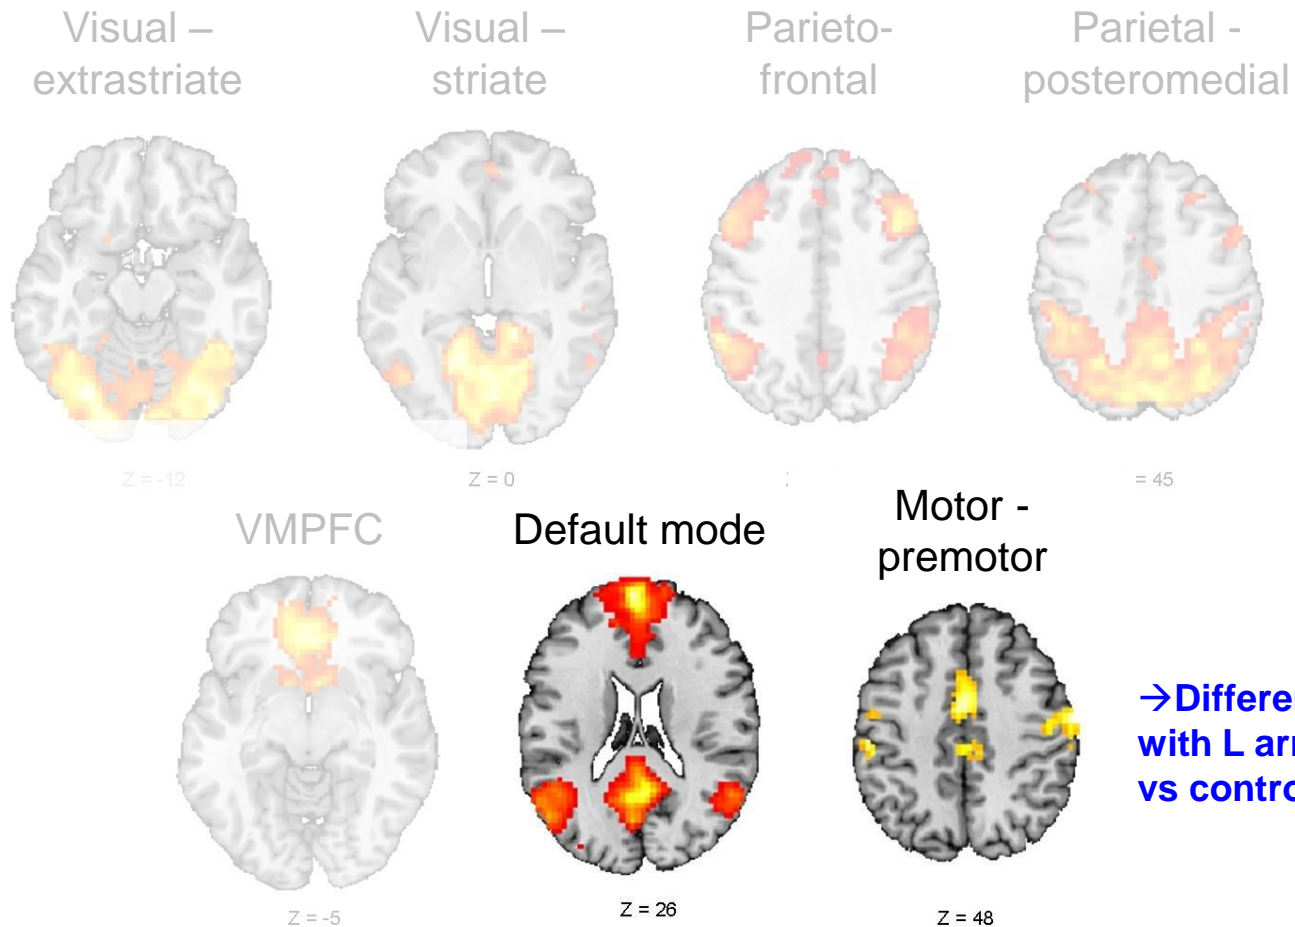 Visual –
extrastriate
Visual –
striate
Parieto-
frontal
Parietal -
posteromedial
Z = -12
Z = 0
= 45
VMPFC
Default mode
Motor -
premotor
→Differe
with L ar
vs contro
Z = -5
Z = 26
Z = 48